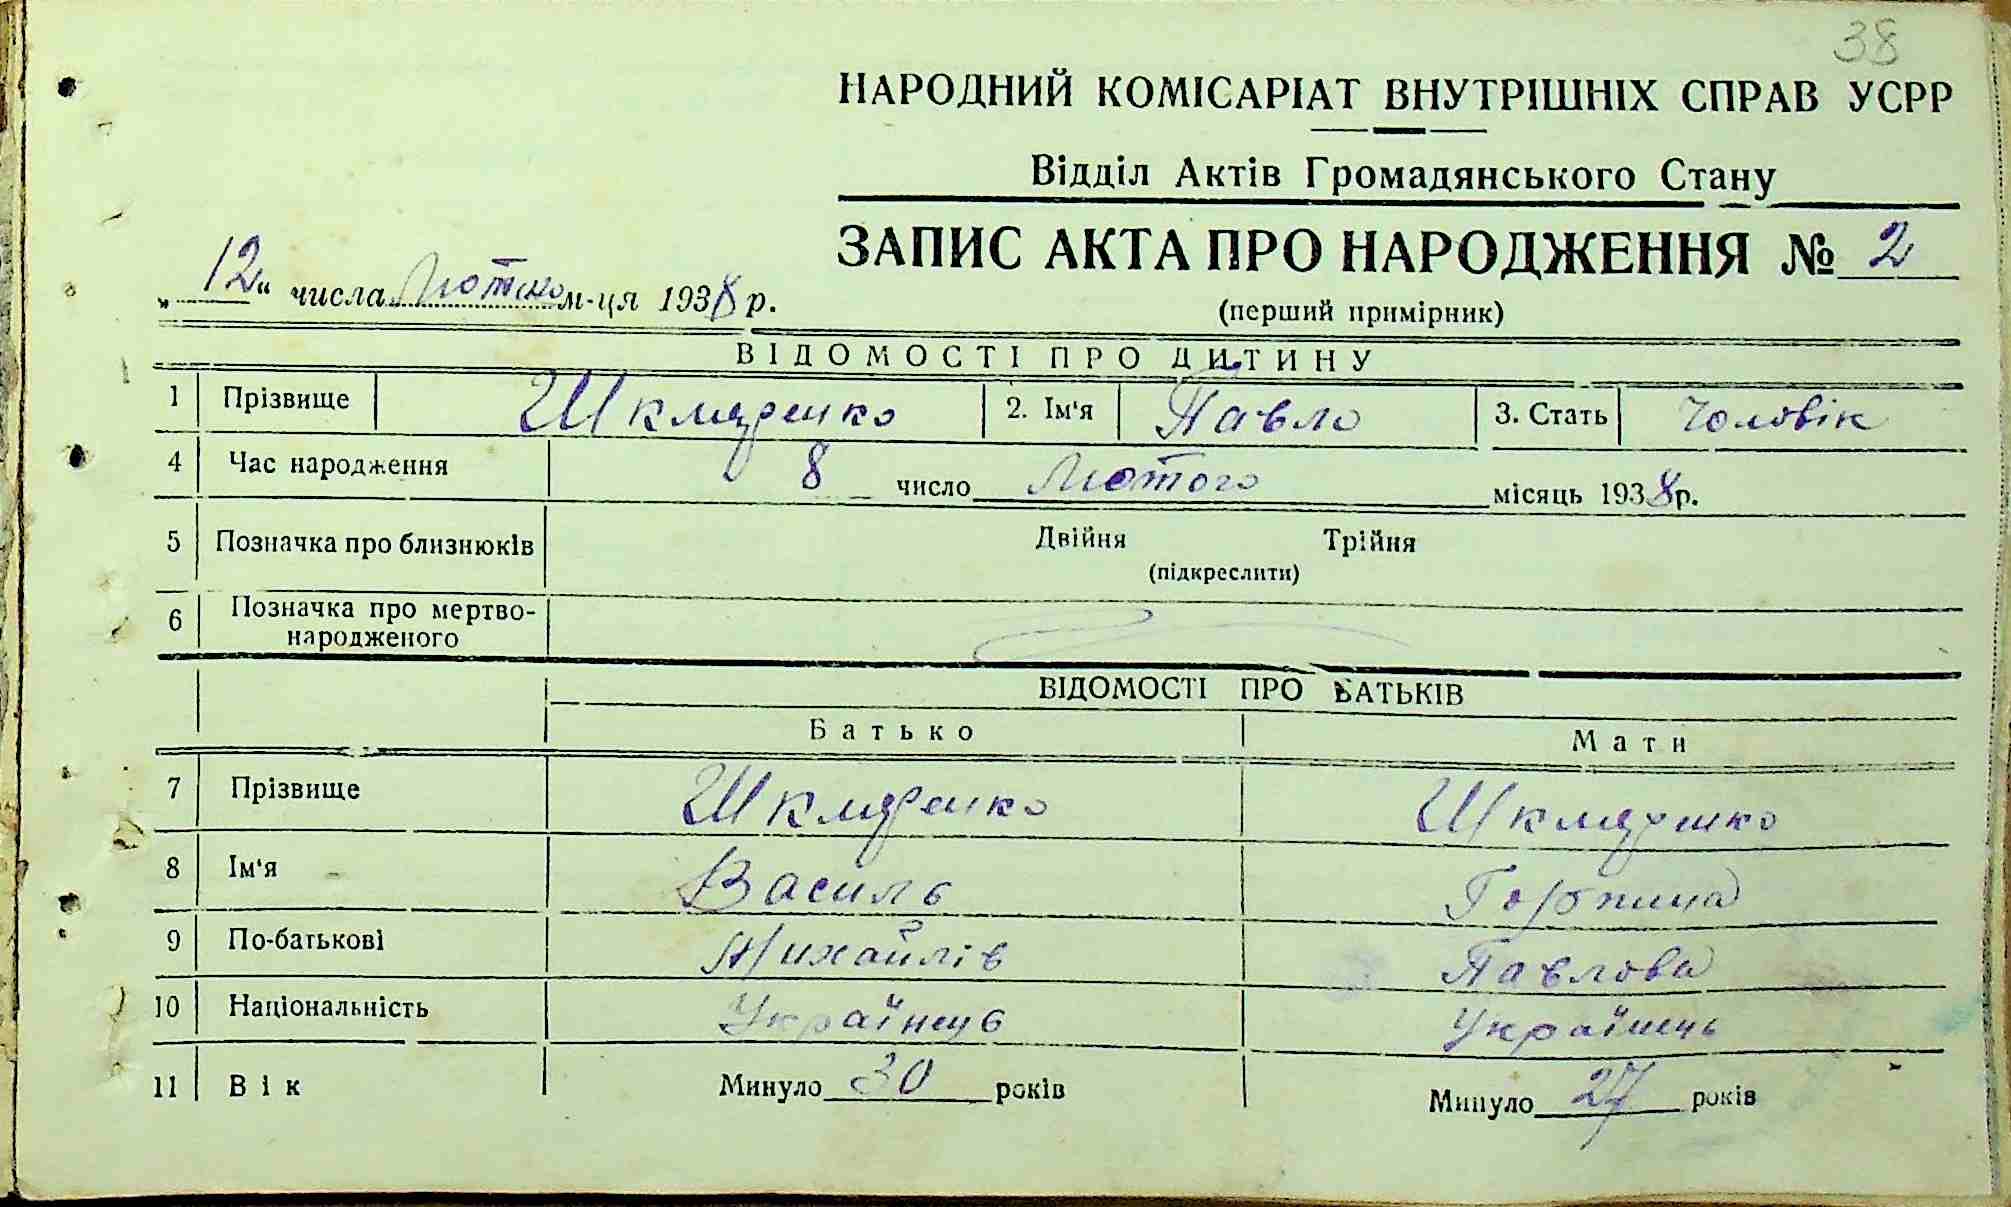 38
НАРОДНИЙ КОМІСАРІАТ ВНУТРІШНІХ СПРАВ УСРР
Відділ Актів Громадянського Стану
ЗАПИС АКТА ПРО НАРОДЖЕННЯ № 2
„12“ числа Лютого м-ця 1938 р.
(перший примірник)
ВІДОМОСТІ ПРО ДИТИНУ
1 Прізвище Шкляренко 2. Ім'я Павло 3. Стать Чоловік
4 Час народження 8 число Лютого місяць 1938 р.
5 Позначка про близнюків Двійня Трійня
(підкреслити)
6 Позначка про мертво-
народженого
ВІДОМОСТІ ПРО БАТЬКІВ
Батько Мати
7 Прізвище Шкляренко Шкляренко
8 Ім'я Василь Горпина
9 По-батькові Михайлів Павлова
10 Національність Українець Українець
11 Вік Минуло 30 років Минуло 27 років